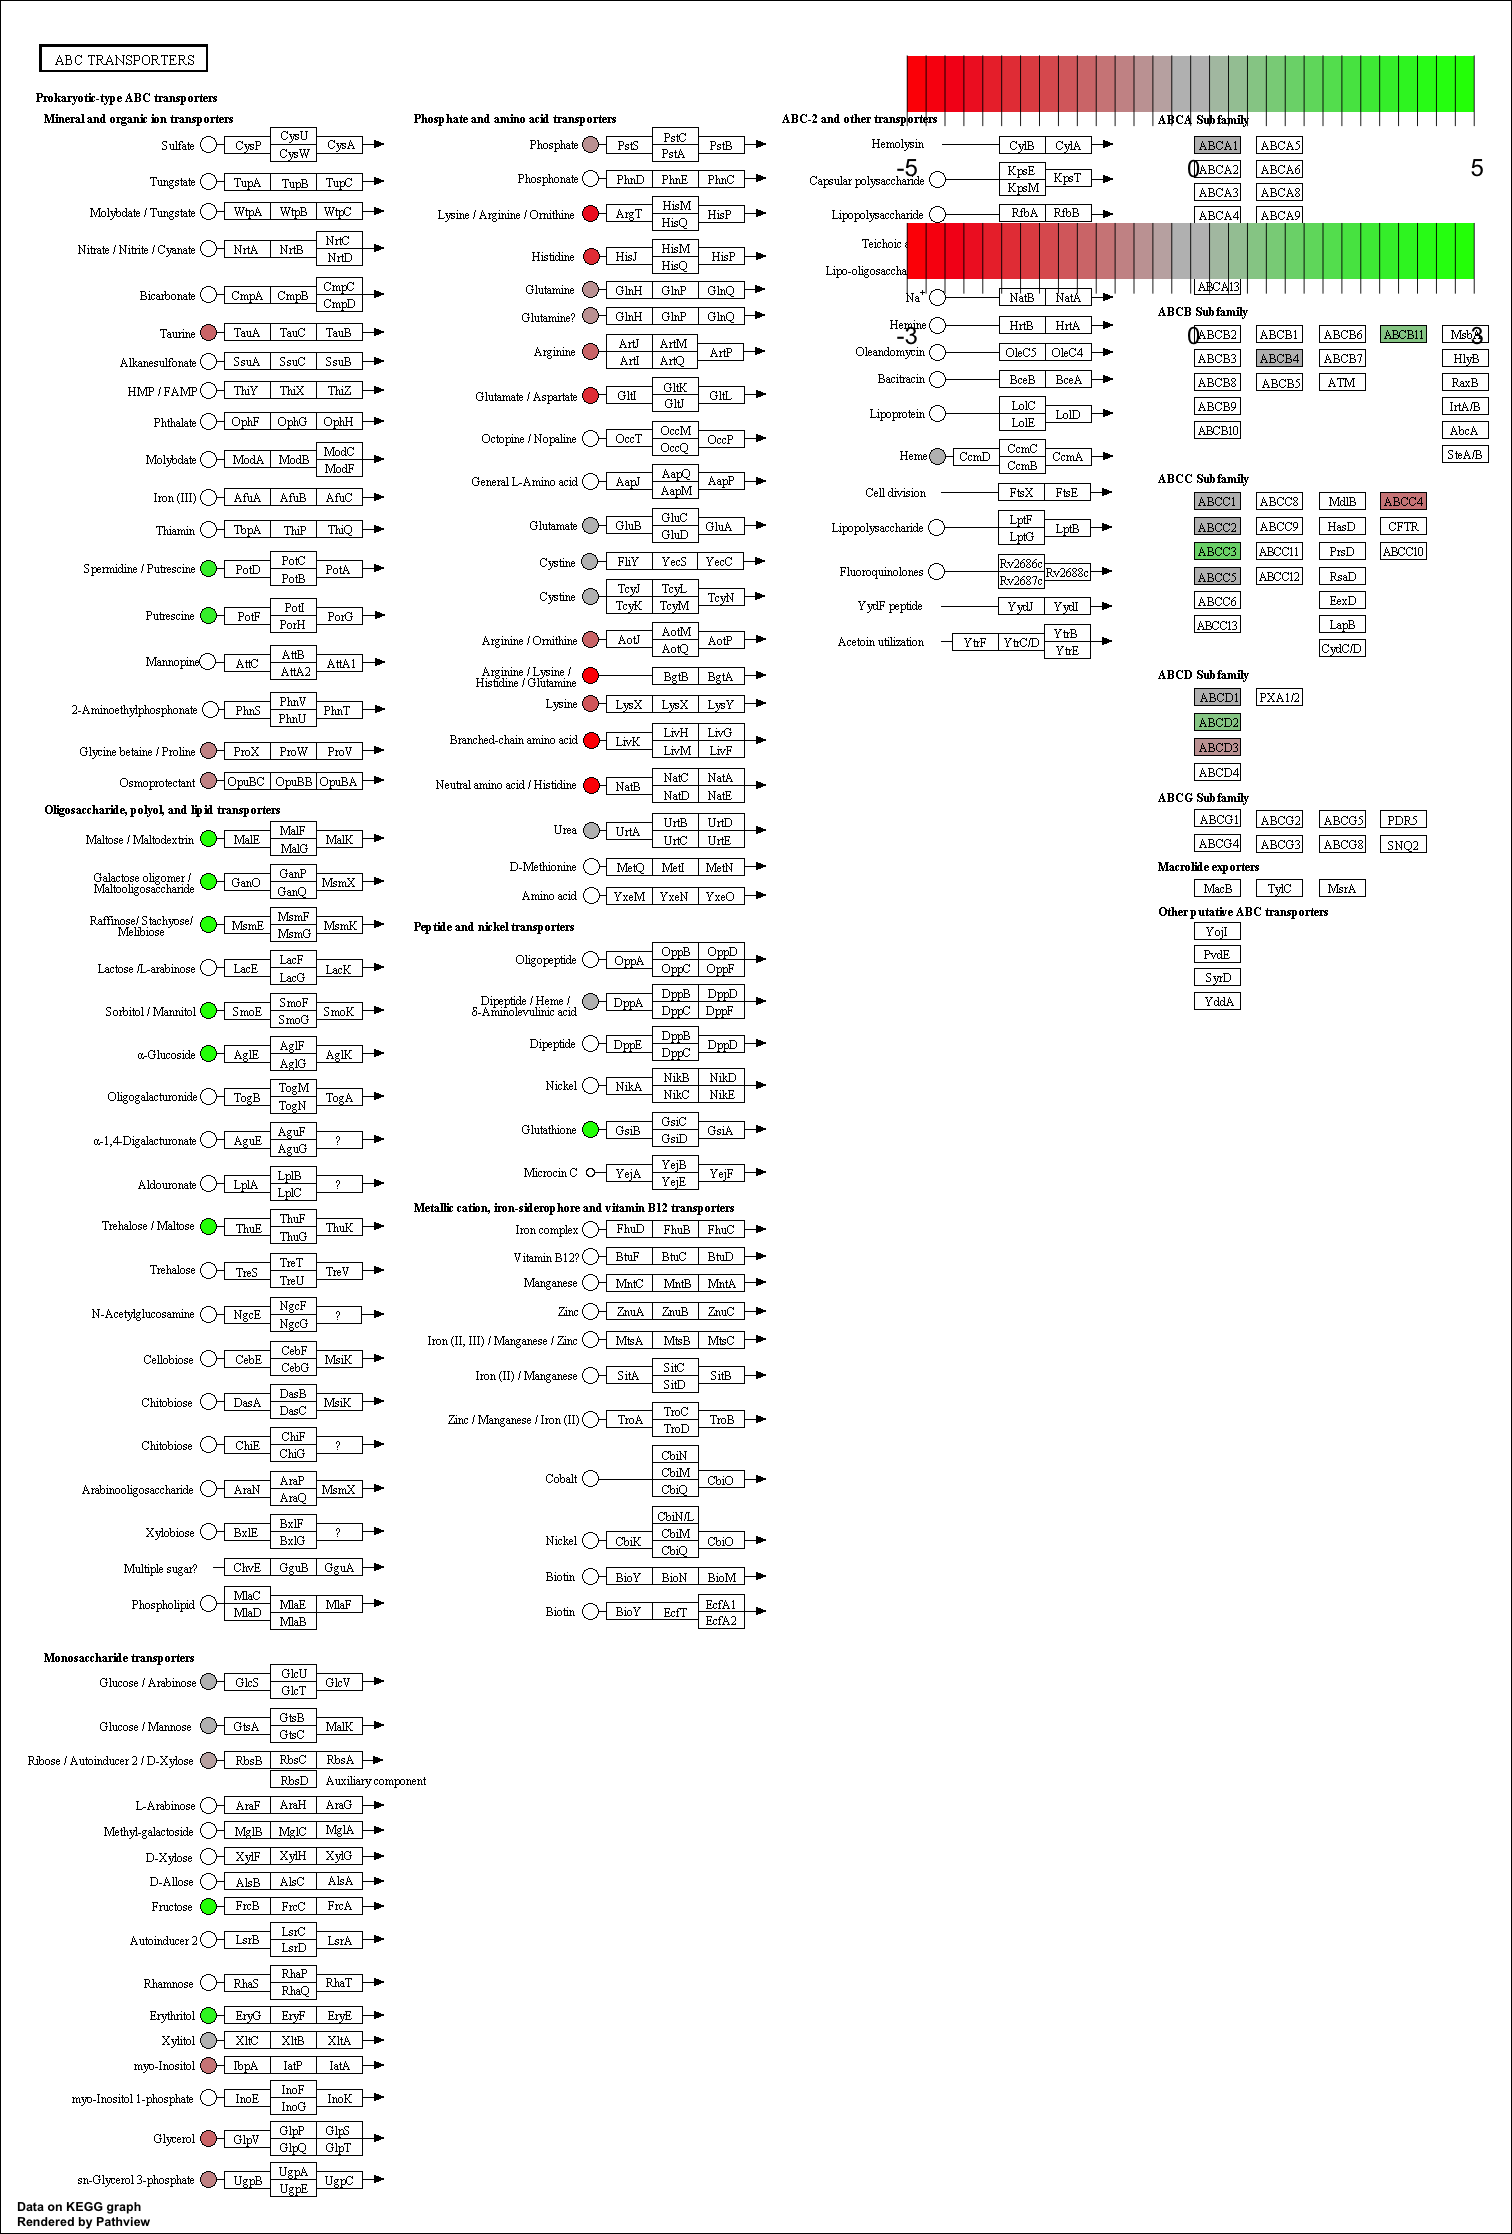 ABC TRANSPORTERS
Prokaryotic-type ABC transporters
Mineral and organic ion transporters
Sulfate CysP CysU CysW CysA
Tungstate TupA TupB TupC
Molybdate / Tungstate WtpA WtpB WtpC
Nitrate / Nitrite / Cyanate NrtA NrtB NrtC NrtD
Bicarbonate CmpA CmpB CmpC CmpD
Taurine TauA TauC TauB
Alkanesulfonate SsuA SsuC SsuB
HMP / FAMP ThiY ThiX ThiZ
Phthalate OphF OphG OphH
Molybdate ModA ModB ModC ModF
Iron (III) AfuA AfuB AfuC
Thiamin TbpA ThiP ThiQ
Spermidine / Putrescine PotD PotC PotB PotA
Putrescine PotF PotI PotH PorG
Mannopine AttC AttB AttA2 AttA1
2-Aminoethylphosphonate PhnS PhnV PhnU PhnT
Glycine betaine / Proline ProX ProW ProV
Osmoprotectant OpuBC OpuBB OpuBA
Oligosaccharide, polyol, and lipid transporters
Maltose / Maltodextrin MalE MalF MalG MalK
Galactose oligomer /
Maltooligosaccharide GanO GanP GanQ MsmX
Raffinose/ Stachyose/
Melibiose MsmE MsmF MsmG MsmK
Lactose /L-arabinose LacE LacF LacG LacK
Sorbitol / Mannitol SmoE SmoF SmoG SmoK
α-Glucoside AglE AglF AglG AglK
Oligogalacturonide TogB TogM TogN TogA
α-1,4-Digalacturonate AguE AguF AguG ?
Aldouronate LplA LplB LplC ?
Trehalose / Maltose ThuE ThuF ThuG ThuK
Trehalose TreS TreT TreU TreV
N-Acetylglucosamine NgcE NgcF NgcG ?
Cellobiose CebE CebF CebG MsiK
Chitobiose DasA DasB DasC MsiK
Chitobiose ChiE ChiF ChiG ?
Arabinooligosaccharide AraN AraP AraQ MsmX
Xylobiose BxlE BxlF BxlG ?
Multiple sugar? ChvE GguB GguA
Phospholipid MlaC MlaD MlaE MlaB MlaF
Monosaccharide transporters
Glucose / Arabinose GlcS GlcU GlcT GlcV
Glucose / Mannose GtsA GtsB GtsC MalK
Ribose / Autoinducer 2 / D-Xylose RbsB RbsC RbsA
RbsD Auxiliary component
L-Arabinose AraF AraH AraG
Methyl-galactoside MglB MglC MglA
D-Xylose XylF XylH XylG
D-Allose AlsB AlsC AlsA
Fructose FrcB FrcC FrcA
Autoinducer 2 LsrB LsrC LsrD LsrA
Rhamnose RhaS RhaP RhaQ RhaT
Erythritol EryG EryF EryE
Xylitol XltC XltB XltA
myo-Inositol IbpA IatP IatA
myo-Inositol 1-phosphate InoE InoF InoG InoK
Glycerol GlpV GlpP GlpQ GlpS GlpT
sn-Glycerol 3-phosphate UgpB UgpA UgpE UgpC
Phosphate and amino acid transporters
Phosphate PstS PstC PstA PstB
Phosphonate PhnD PhnE PhnC
Lysine / Arginine / Ornithine ArgT HisM HisQ HisP
Histidine HisJ HisM HisQ HisP
Glutamine GlnH GlnP GlnQ
Glutamine? GlnH GlnP GlnQ
Arginine ArtJ ArtI ArtM ArtQ ArtP
Glutamate / Aspartate GltI GltK GltJ GltL
Octopine / Nopaline OccT OccM OccQ OccP
General L-Amino acid AapJ AapQ AapM AapP
Glutamate GluB GluC GluD GluA
Cystine FliY YecS YecC
Cystine TcyJ TcyK TcyL TcyM TcyN
Arginine / Ornithine AotJ AotM AotQ AotP
Arginine / Lysine /
Histidine / Glutamine BgtB BgtA
Lysine LysX LysX LysY
Branched-chain amino acid LivK LivH LivM LivG LivF
Neutral amino acid / Histidine NatB NatC NatD NatA NatE
Urea UrtA UrtB UrtC UrtD UrtE
D-Methionine MetQ MetI MetN
Amino acid YxeM YxeN YxeO
Peptide and nickel transporters
Oligopeptide OppA OppB OppC OppD OppF
Dipeptide / Heme /
δ-Aminolevulinic acid DppA DppB DppC DppD DppF
Dipeptide DppE DppB DppC DppD
Nickel NikA NikB NikC NikD NikE
Glutathione GsiB GsiC GsiD GsiA
Microcin C YejA YejB YejE YejF
Metallic cation, iron-siderophore and vitamin B12 transporters
Iron complex FhuD FhuB FhuC
Vitamin B12? BtuF BtuC BtuD
Manganese MntC MntB MntA
Zinc ZnuA ZnuB ZnuC
Iron (II, III) / Manganese / Zinc MtsA MtsB MtsC
Iron (II) / Manganese SitA SitC SitD SitB
Zinc / Manganese / Iron (II) TroA TroC TroD TroB
Cobalt CbiN CbiM CbiQ CbiO
Nickel CbiK CbiN/L CbiM CbiQ CbiO
Biotin BioY BioN BioM
Biotin BioY EcfT EcfA1 EcfA2
ABC-2 and other transporters
Hemolysin CylB CylA
Capsular polysaccharide KpsE KpsM KpsT
Lipopolysaccharide RfbA RfbB
Teichoic
Lipo-oligosaccha
Na+ NatB NatA
Hemine HrtB HrtA
Oleandomycin OleC5 OleC4
Bacitracin BceB BceA
Lipoprotein LolC LolE LolD
Heme CcmD CcmC CcmB CcmA
Cell division FtsX FtsE
Lipopolysaccharide LptF LptG LptB
Fluoroquinolones Rv2686c Rv2687c Rv2688c
YydF peptide YydJ YydI
Acetoin utilization YtrF YtrC/D YtrB YtrE
-5 0 5
-3 0 3
ABCA Subfamily
ABCA1 ABCA5
ABCA2 ABCA6
ABCA3 ABCA8
ABCA4 ABCA9
ABCA13
ABCB Subfamily
ABCB2 ABCB1 ABCB6 ABCB11 MsbA
ABCB3 ABCB4 ABCB7 HlyB
ABCB8 ABCB5 ATM RaxB
ABCB9 IrtA/B
ABCB10 AbcA
SteA/B
ABCC Subfamily
ABCC1 ABCC8 MdlB ABCC4
ABCC2 ABCC9 HasD CFTR
ABCC3 ABCC11 PrsD ABCC10
ABCC5 ABCC12 RsaD
ABCC6 EexD
ABCC13 LapB
CydC/D
ABCD Subfamily
ABCD1 PXA1/2
ABCD2
ABCD3
ABCD4
ABCG Subfamily
ABCG1 ABCG2 ABCG5 PDR5
ABCG4 ABCG3 ABCG8 SNQ2
Macrolide exporters
MacB TylC MsrA
Other putative ABC transporters
YojI
PvdE
SyrD
YddA
Data on KEGG graph
Rendered by Pathview